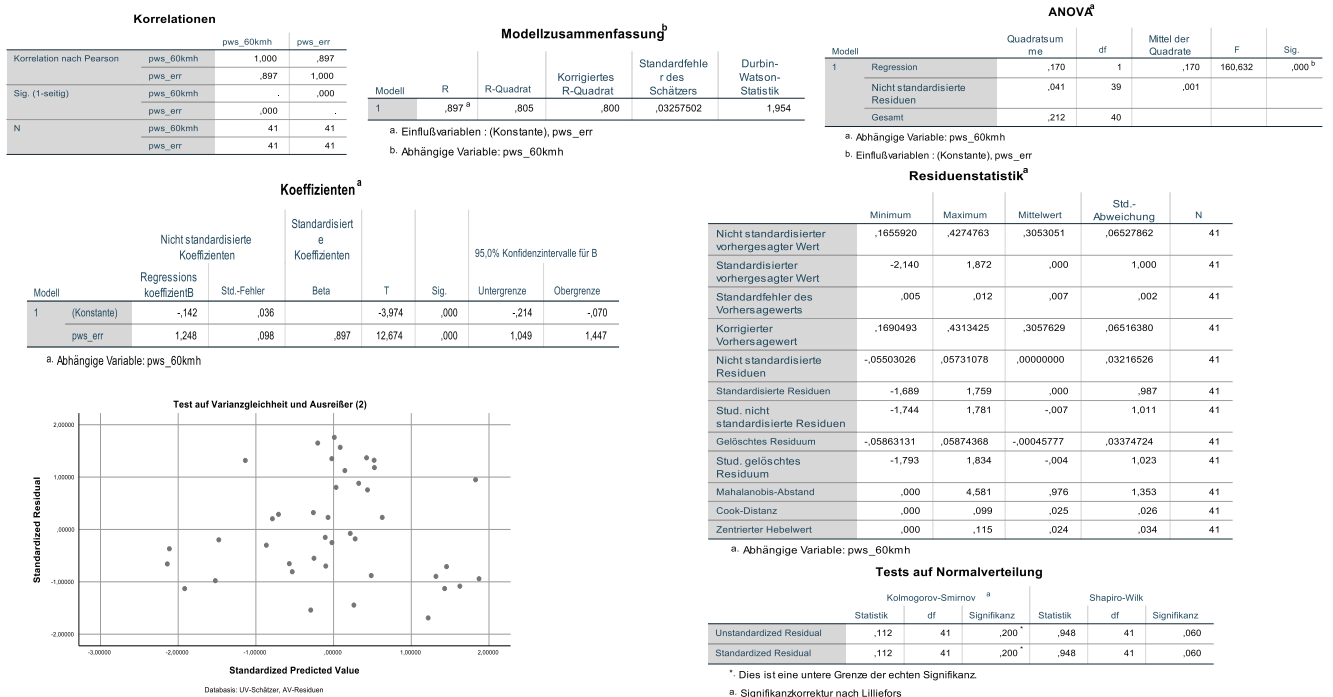 Korrelationen
pws_60kmh pws_err
Korrelation nach Pearson pws_60kmh 1,000 ,897
pws_err ,897 1,000
Sig. (1-seitig) pws_60kmh . ,000
pws_err ,000 .
N pws_60kmh 41 41
pws_err 41 41
Modellzusammenfassung b
Modell R R-Quadrat Korrigiertes R-Quadrat Standardfehle r des Schätzers Durbin-Watson-Statistik
1 ,897 a ,805 ,800 ,03257502 1,954
a. Einflußvariablen : (Konstante), pws_err
b. Abhängige Variable: pws_60kmh
ANOVA a
Modell Quadratsum me df Mittel der Quadrate F Sig.
1 Regression ,170 1 ,170 160,632 ,000 b
Nicht standardisierte Residuen ,041 39 ,001
Gesamt ,212 40
a. Abhängige Variable: pws_60kmh
b. Einflußvariablen : (Konstante), pws_err
Koeffizienten a
Nicht standardisierte Koeffizienten Standardisiert e Koeffizienten 95,0% Konfidenzintervalle für B
Modell Regressions koeffizientB Std.-Fehler Beta T Sig. Untergrenze Obergrenze
1 (Konstante) -,142 ,036 -3,974 ,000 -,214 -,070
pws_err 1,248 ,098 ,897 12,674 ,000 1,049 1,447
a. Abhängige Variable: pws_60kmh
Residuenstatistik a
Minimum Maximum Mittelwert Std.-Abweichung N
Nicht standardisierter vorhergesagter Wert ,1655920 ,4274763 ,3053051 ,06527862 41
Standardisierter vorhergesagter Wert -2,140 1,872 ,000 1,000 41
Standardfehler des Vorhersagewerts ,005 ,012 ,007 ,002 41
Korrigierter Vorhersagewert ,1690493 ,4313425 ,3057629 ,06516380 41
Nicht standardisierte Residuen -,05503026 ,05731078 ,00000000 ,03216526 41
Standardisierte Residuen -1,689 1,759 ,000 ,987 41
Stud. nicht standardisierte Residuen -1,744 1,781 -,007 1,011 41
Gelöschtes Residuum -,05863131 ,05874368 -,00045777 ,03374724 41
Stud. gelöschtes Residuum -1,793 1,834 -,004 1,023 41
Mahalanobis-Abstand ,000 4,581 ,976 1,353 41
Cook-Distanz ,000 ,099 ,025 ,026 41
Zentrierter Hebelwert ,000 ,115 ,024 ,034 41
a. Abhängige Variable: pws_60kmh
Test auf Varianzgleichheit und Ausreißer (2)
Standardized Residual
2,00000
1,00000
,00000
-1,00000
-2,00000
-3,00000 -2,00000 -1,00000 ,00000 1,00000 2,00000
Standardized Predicted Value
Databasis: UV-Schätzer, AV-Residuen
Tests auf Normalverteilung
Kolmogorov-Smirnov a Shapiro-Wilk
Statistik df Signifikanz Statistik df Signifikanz
Unstandardized Residual ,112 41 ,200 * ,948 41 ,060
Standardized Residual ,112 41 ,200 * ,948 41 ,060
*. Dies ist eine untere Grenze der echten Signifikanz.
a. Signifikanzkorrektur nach Lilliefors